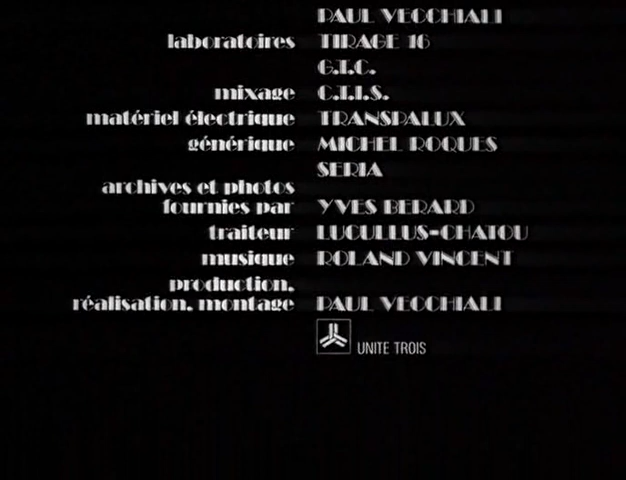 PAUL VECCHIALI
laboratoires TIRAGE 16
G.T.C.
mixage C.T.I.S.
matériel électrique TRANSPALUX
générique MICHEL ROQUES
SERIA
archives et photos
fournies par YVES BERARD
traiteur LUCULLUS-CHATOU
musique ROLAND VINCENT
production,
réalisation, montage PAUL VECCHIALI
UNITE TROIS